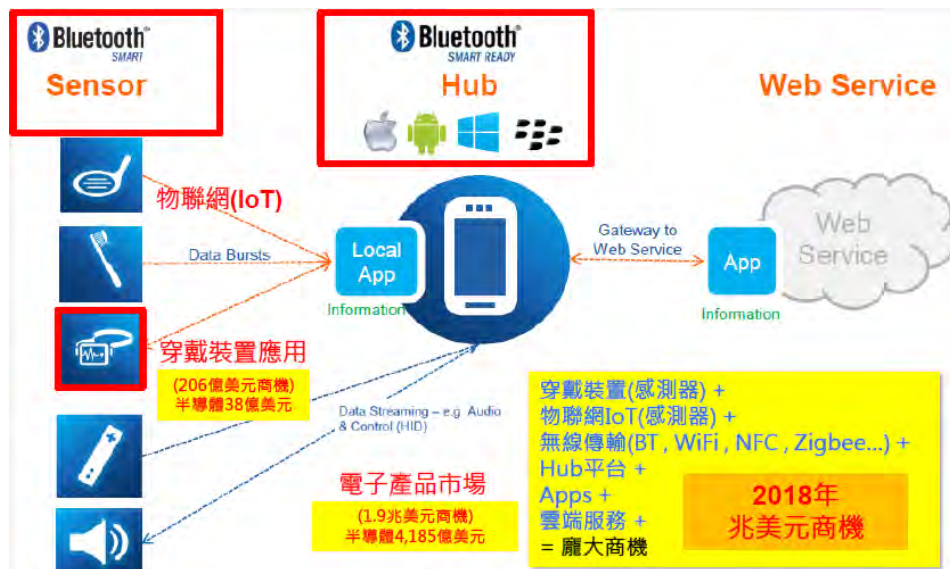 Bluetooth®
SMART
Sensor
Bluetooth®
SMART READY
Hub
Web Service
物聯網(IoT)
Data Bursts
Local
App
Information
Gateway to
Web Service
App
Information
Web
Service
穿戴裝置應用
(206億美元商機)
半導體38億美元
Data Streaming – e.g. Audio
& Control (HID)
電子產品市場
(1.9兆美元商機)
半導體4,185億美元
穿戴裝置(感測器) +
物聯網IoT(感測器) +
無線傳輸(BT , WiFi , NFC , Zigbee...) +
Hub平台 +
Apps +
雲端服務 +
= 龐大商機
2018年
兆美元商機